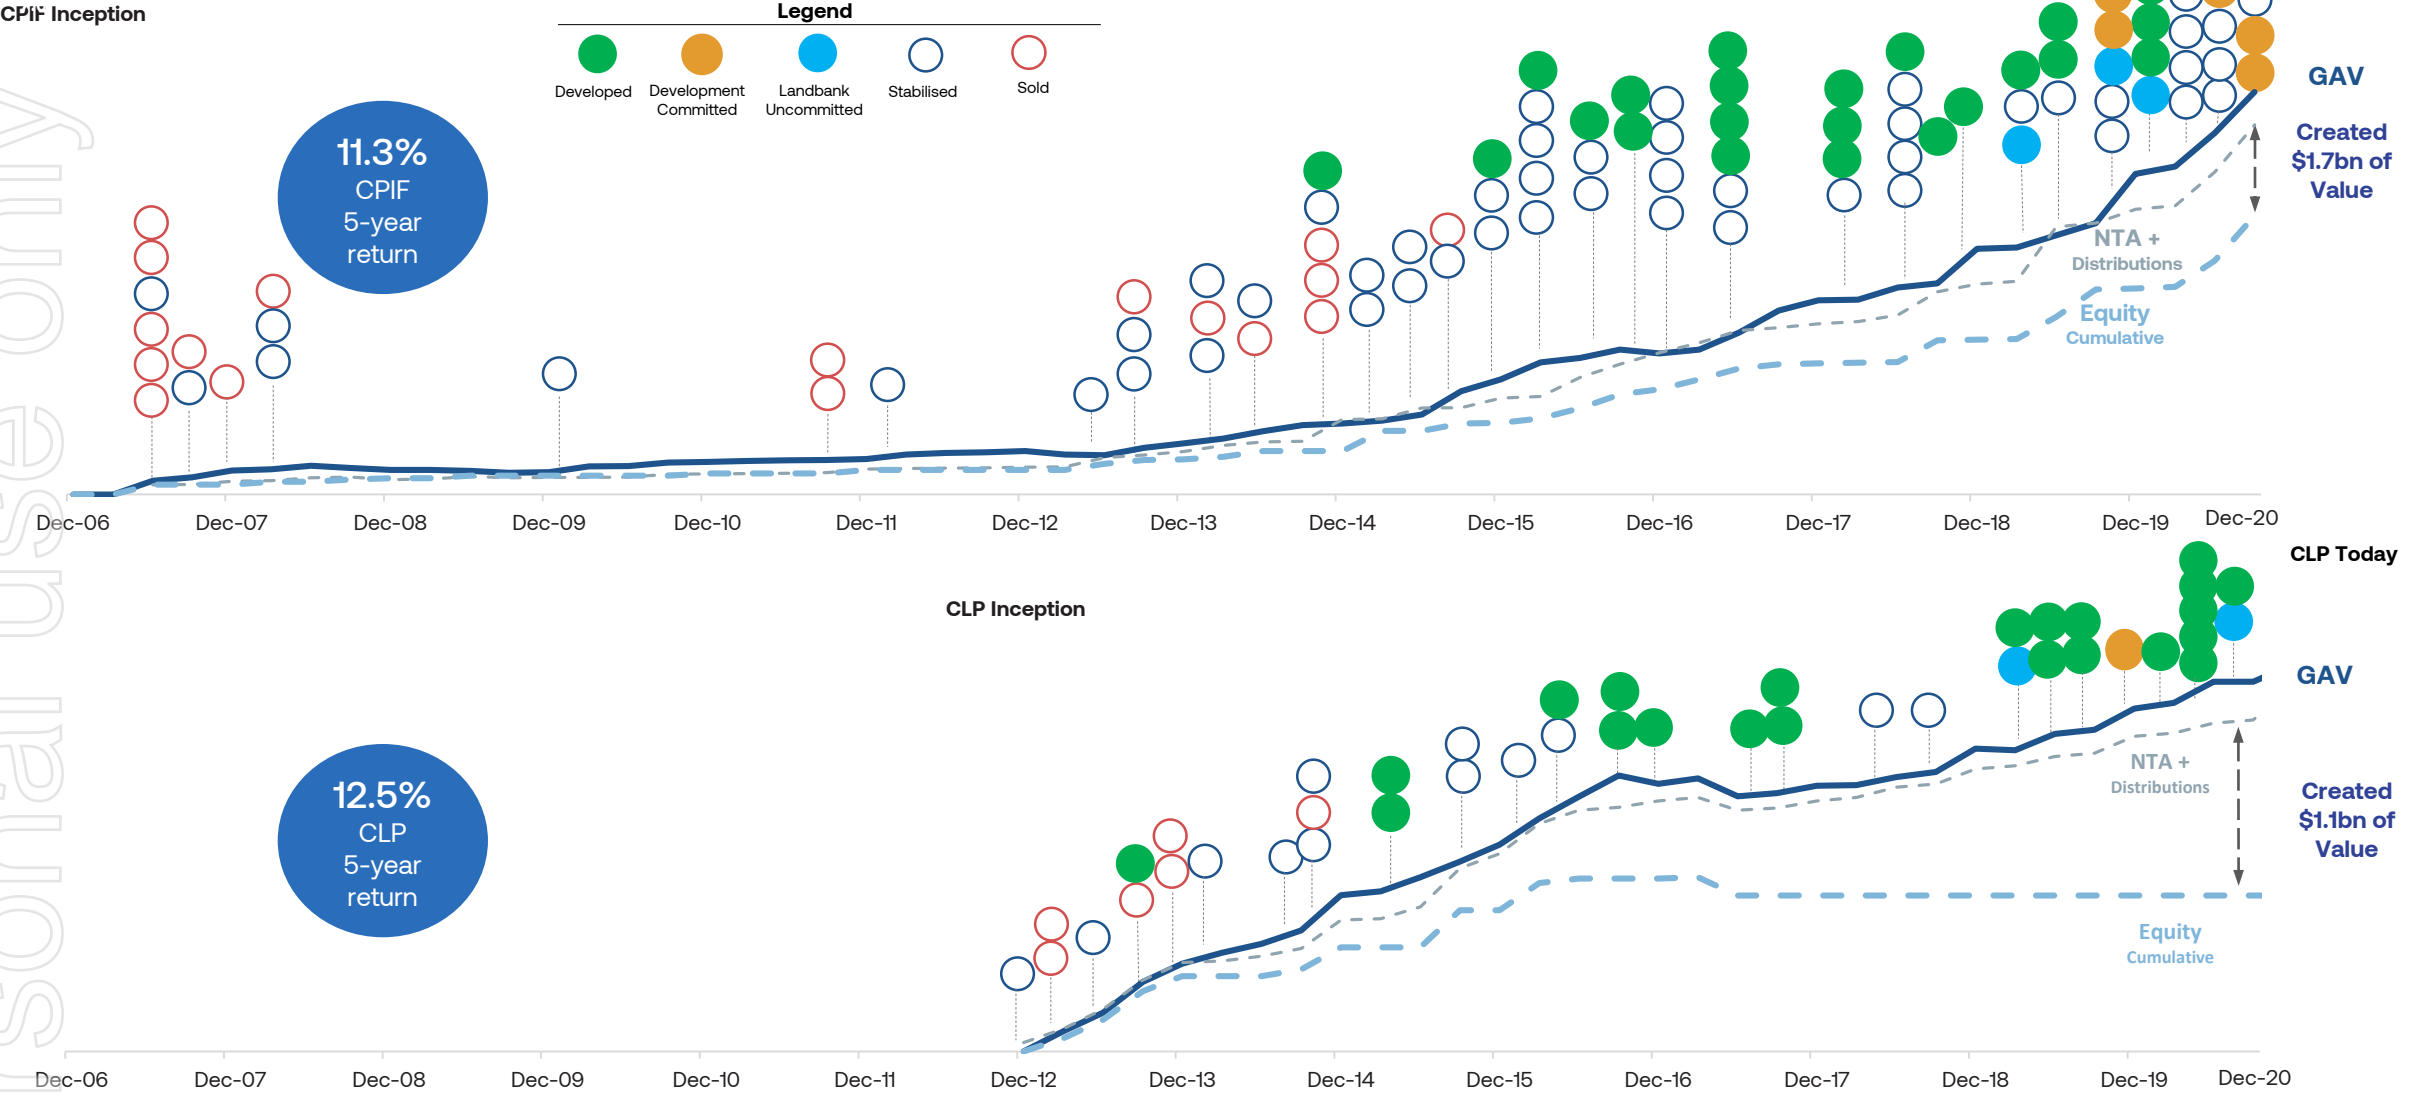 CPIF Inception
Legend
Developed
Development
Committed
Landbank
Uncommitted
Stabilised
Sold
11.3%
CPIF
5-year
return
GAV
Created
$1.7bn of
Value
NTA +
Distributions
Equity
Cumulative
Dec-06 Dec-07 Dec-08 Dec-09 Dec-10 Dec-11 Dec-12 Dec-13 Dec-14 Dec-15 Dec-16 Dec-17 Dec-18 Dec-19 Dec-20
CLP Today
CLP Inception
12.5%
CLP
5-year
return
GAV
NTA +
Distributions
Created
$1.1bn of
Value
Equity
Cumulative
Dec-06 Dec-07 Dec-08 Dec-09 Dec-10 Dec-11 Dec-12 Dec-13 Dec-14 Dec-15 Dec-16 Dec-17 Dec-18 Dec-19 Dec-20
use only